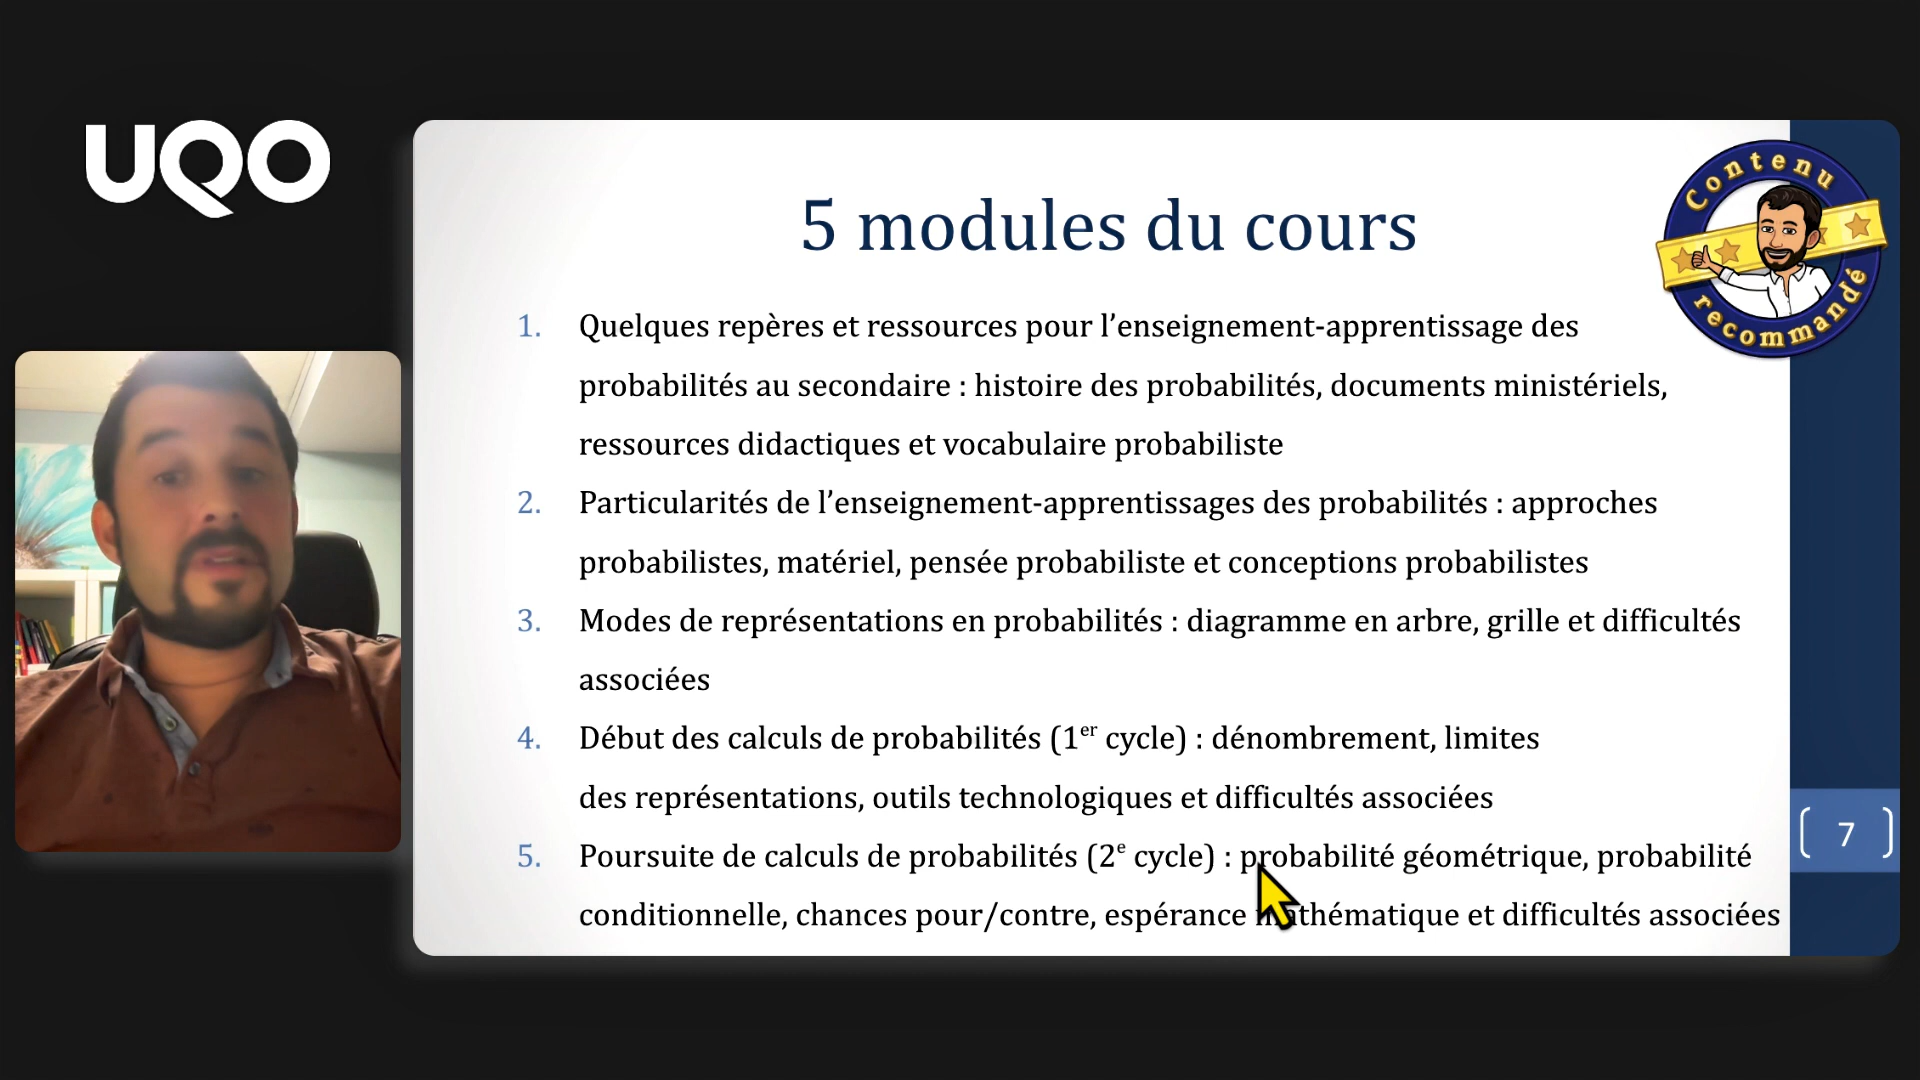 UQO
5 modules du cours
Contenu
recommandé
1. Quelques repères et ressources pour l’enseignement-apprentissage des
probabilités au secondaire : histoire des probabilités, documents ministériels,
ressources didactiques et vocabulaire probabiliste
2. Particularités de l’enseignement-apprentissages des probabilités : approches
probabilistes, matériel, pensée probabiliste et conceptions probabilistes
3. Modes de représentations en probabilités : diagramme en arbre, grille et difficultés
associées
4. Début des calculs de probabilités (1er cycle) : dénombrement, limites
des représentations, outils technologiques et difficultés associées
5. Poursuite de calculs de probabilités (2e cycle) : probabilité géométrique, probabilité
conditionnelle, chances pour/contre, espérance mathématique et difficultés associées
7